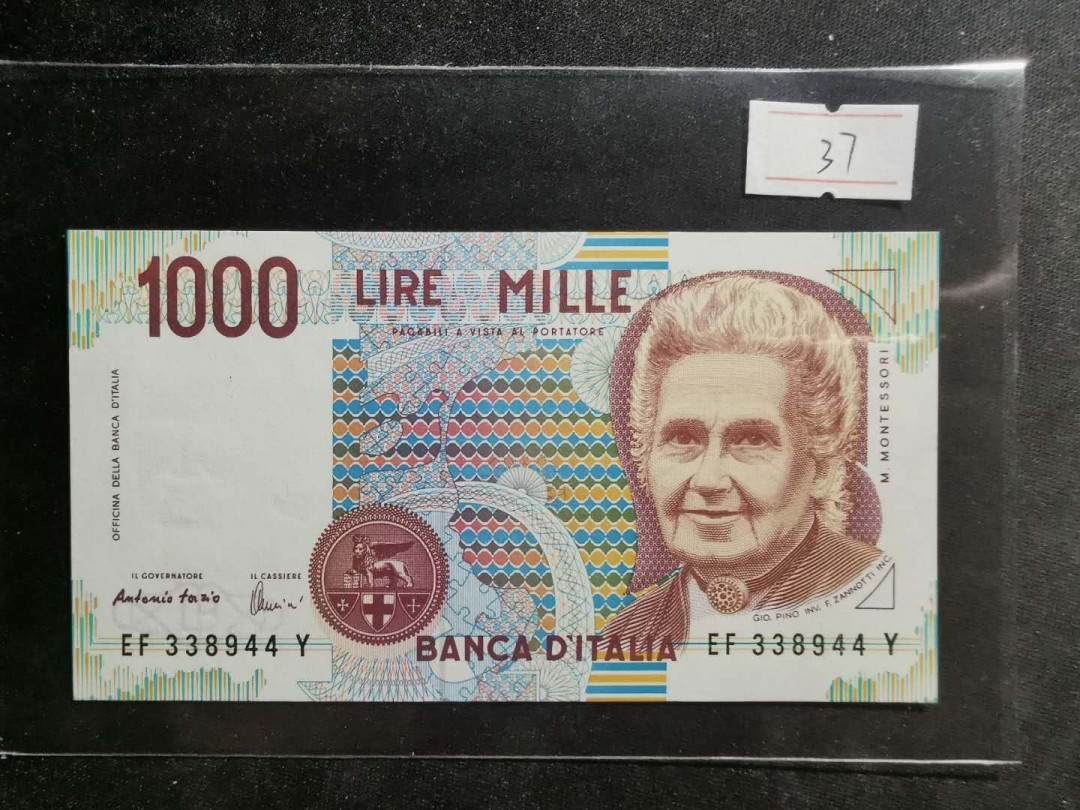 37
1000 LIRE MILLE
PAGABILI A VISTA AL PORTATORE
OFFICINA DELLA BANCA D'ITALIA
M. MONTESSORI
IL GOVERNATORE IL CASSIERE
Antonio Fazio
GIO. PINO INV. F. ZANNOTTI INC.
EF 338944 Y BANCA D'ITALIA EF 338944 Y